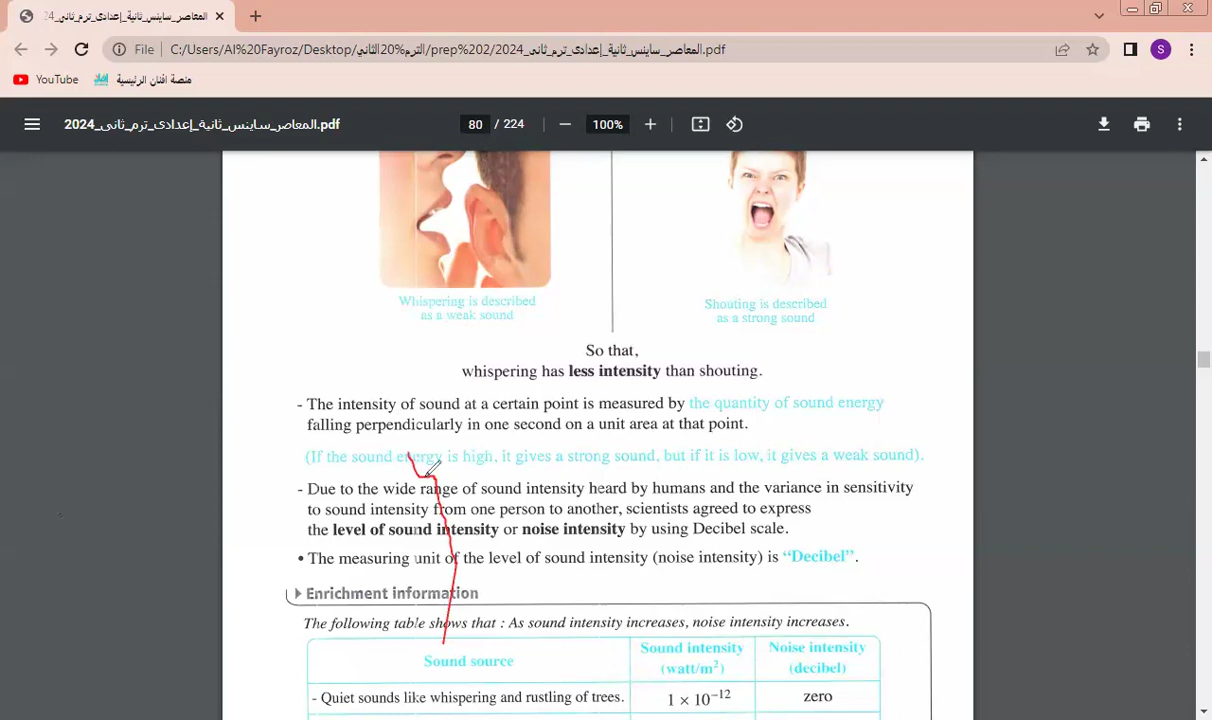 المعاصر_ساينس_ثانية_إعدادى_ترم_ثانى_24
File C:/Users/Al%20Fayroz/Desktop/الترم%20الثاني/prep%202/2024_المعاصر_ساينس_ثانية_إعدادى_ترم_ثانى.pdf S
YouTube منصة افنان الرئيسية
2024_المعاصر_ساينس_ثانية_إعدادى_ترم_ثانى.pdf 80 / 224 100%
Whispering is described
as a weak sound
Shouting is described
as a strong sound
So that,
whispering has less intensity than shouting.
- The intensity of sound at a certain point is measured by the quantity of sound energy
falling perpendicularly in one second on a unit area at that point.
(If the sound energy is high, it gives a strong sound, but if it is low, it gives a weak sound).
- Due to the wide range of sound intensity heard by humans and the variance in sensitivity
to sound intensity from one person to another, scientists agreed to express
the level of sound intensity or noise intensity by using Decibel scale.
• The measuring unit of the level of sound intensity (noise intensity) is “Decibel”.
Enrichment information
The following table shows that : As sound intensity increases, noise intensity increases.
Sound source
Sound intensity
(watt/m²)
Noise intensity
(decibel)
- Quiet sounds like whispering and rustling of trees. 1 × 10⁻¹² zero